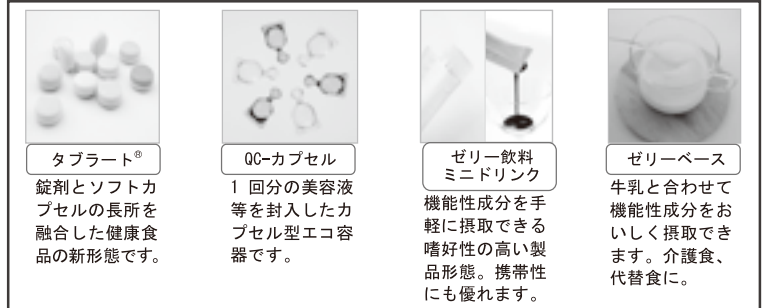 タブラート®
錠剤とソフトカ
プセルの長所を
融合した健康食
品の新形態です。
QC-カプセル
1 回分の美容液
等を封入したカ
プセル型エコ容
器です。
ゼリー飲料
ミニドリンク
機能性成分を手
軽に摂取できる
嗜好性の高い製
品形態。携帯性
にも優れます。
ゼリーベース
牛乳と合わせて
機能性成分をお
いしく摂取でき
ます。介護食、
代替食に。